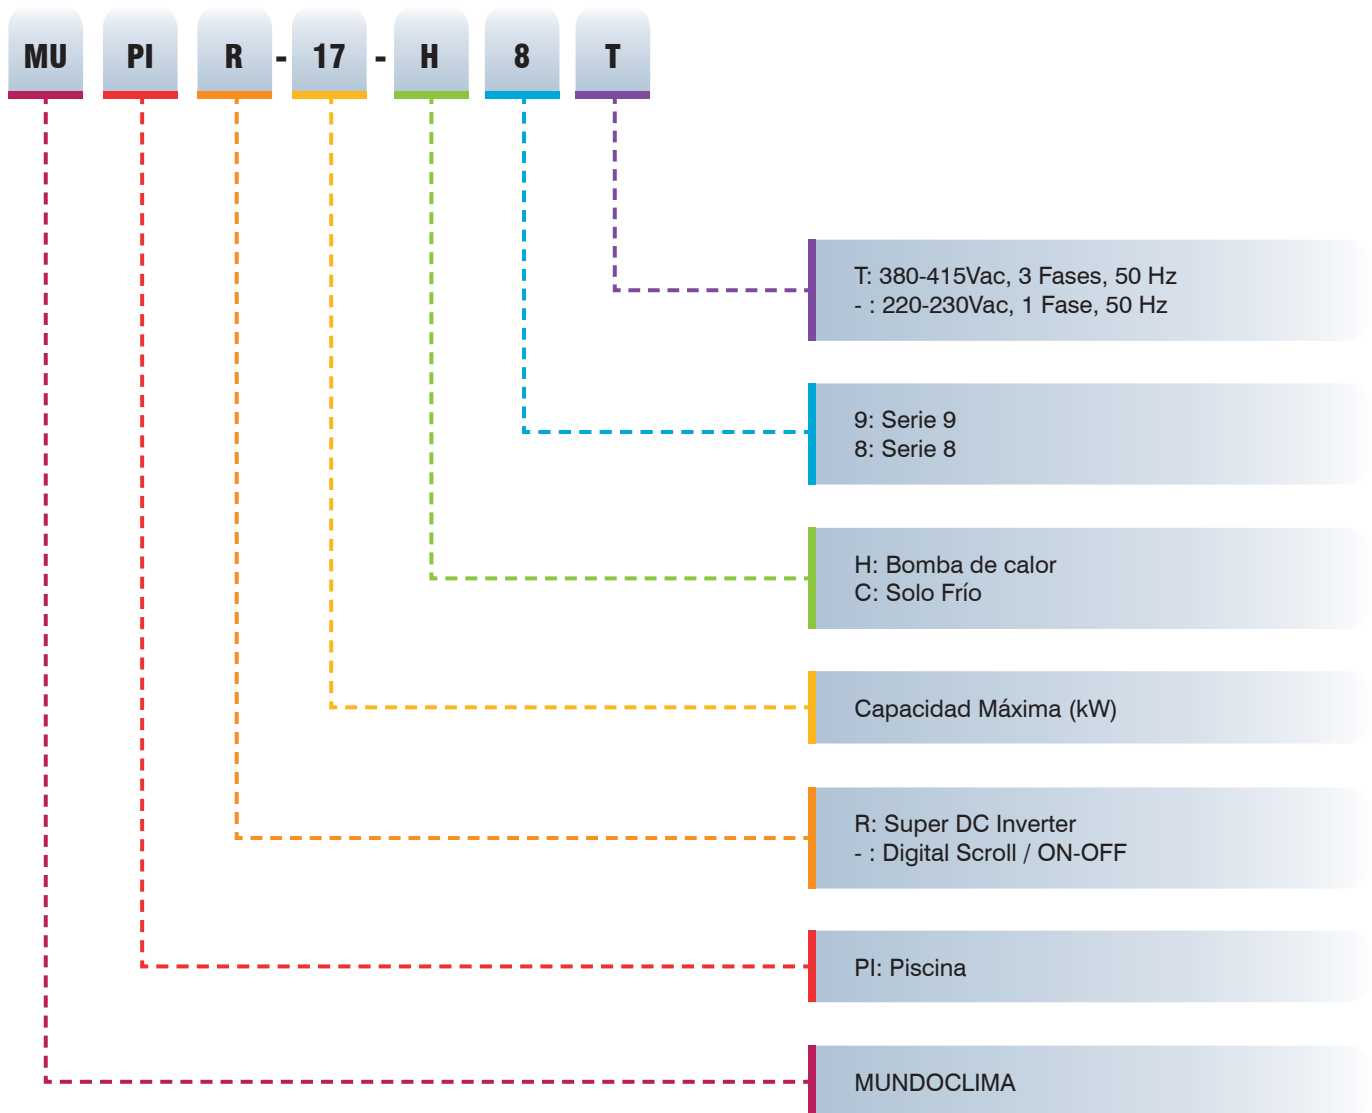 MU PI R - 17 - H 8 T
T: 380-415Vac, 3 Fases, 50 Hz
- : 220-230Vac, 1 Fase, 50 Hz
9: Serie 9
8: Serie 8
H: Bomba de calor
C: Solo Frío
Capacidad Máxima (kW)
R: Super DC Inverter
- : Digital Scroll / ON-OFF
PI: Piscina
MUNDOCLIMA